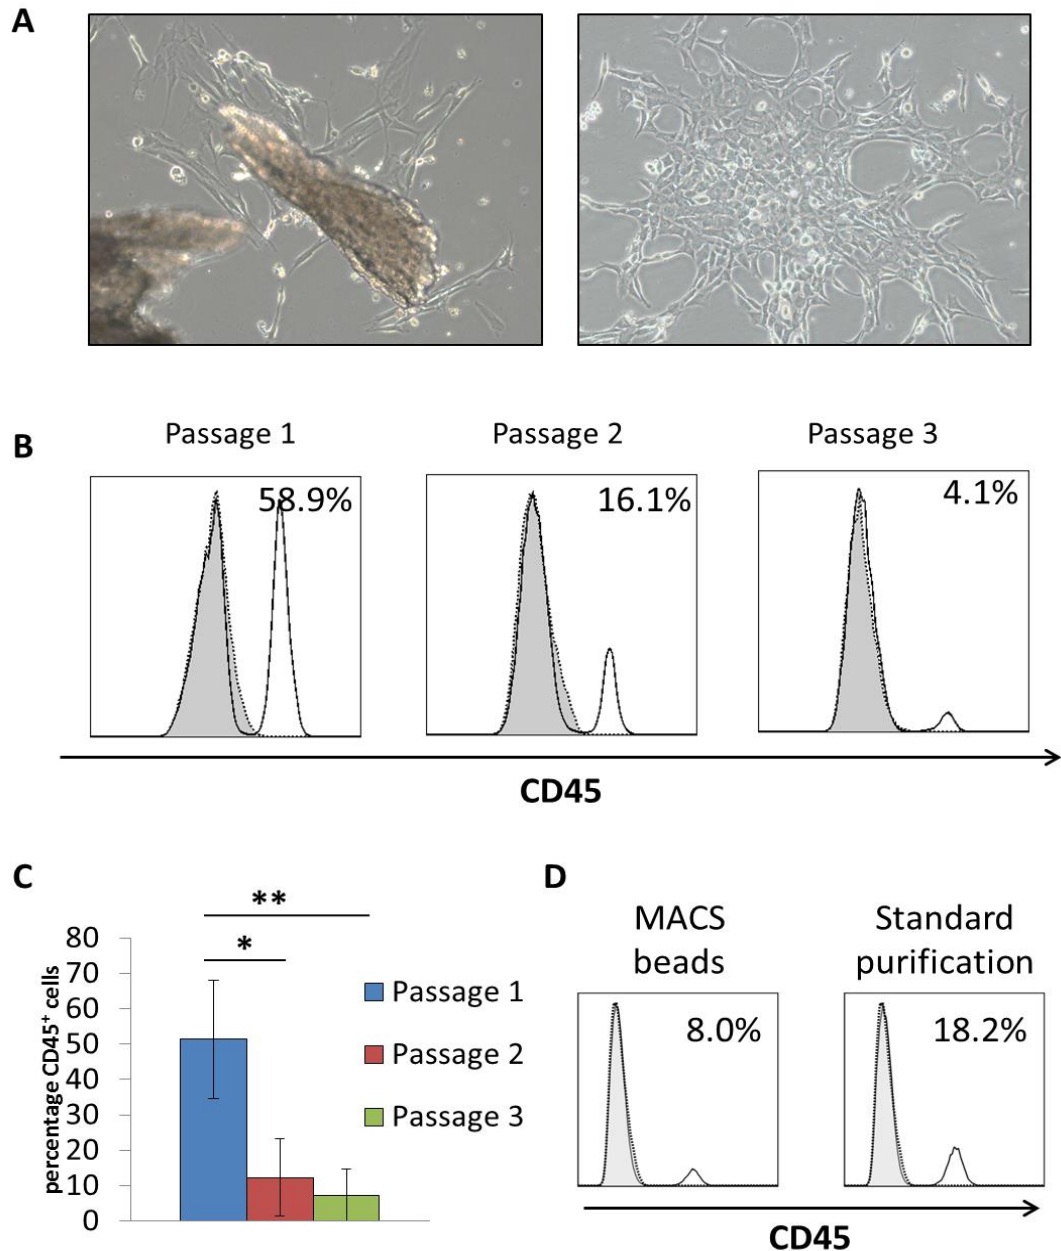 A
B
Passage 1
Passage 2
Passage 3
58.9%
16.1%
4.1%
CD45
C
**
*
percentage CD45⁺ cells
80
70
60
50
40
30
20
10
0
Passage 1
Passage 2
Passage 3
D
MACS
beads
Standard
purification
8.0%
18.2%
CD45